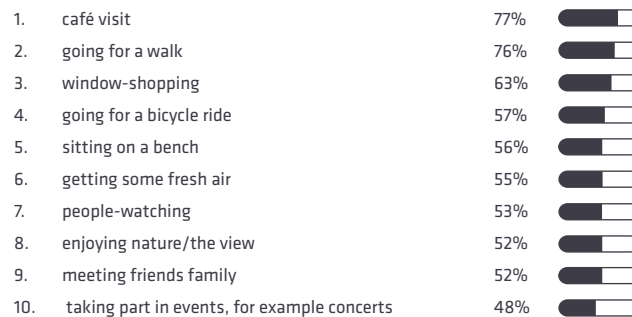 1. café visit 77%
2. going for a walk 76%
3. window-shopping 63%
4. going for a bicycle ride 57%
5. sitting on a bench 56%
6. getting some fresh air 55%
7. people-watching 53%
8. enjoying nature/the view 52%
9. meeting friends family 52%
10. taking part in events, for example concerts 48%